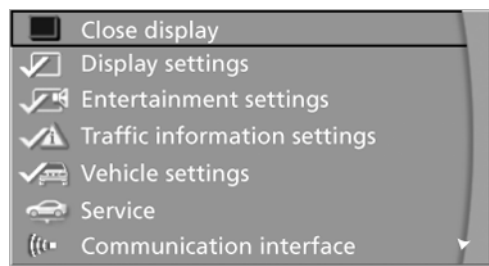 Close display
Display settings
Entertainment settings
Traffic information settings
Vehicle settings
Service
Communication interface